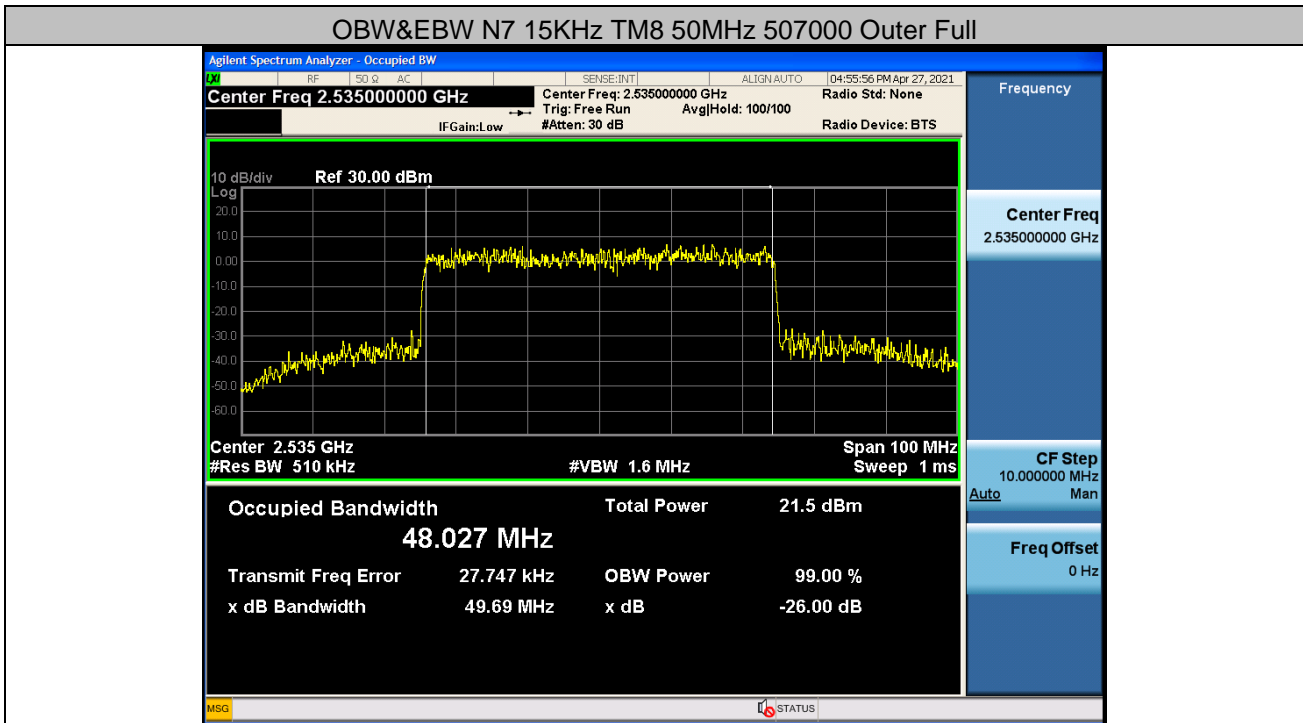 OBW&EBW N7 15KHz TM8 50MHz 507000 Outer Full
Agilent Spectrum Analyzer - Occupied BW
LXI RF 50 Ω AC SENSE:INT ALIGN AUTO 04:55:56 PM Apr 27, 2021
Center Freq 2.535000000 GHz
Center Freq: 2.535000000 GHz
Radio Std: None
Trig: Free Run Avg|Hold: 100/100
IFGain:Low #Atten: 30 dB Radio Device: BTS
10 dB/div Ref 30.00 dBm
Log
20.0
10.0
0.00
-10.0
-20.0
-30.0
-40.0
-50.0
-60.0
Center 2.535 GHz Span 100 MHz
#Res BW 510 kHz #VBW 1.6 MHz Sweep 1 ms
Occupied Bandwidth Total Power 21.5 dBm
48.027 MHz
Transmit Freq Error 27.747 kHz OBW Power 99.00 %
x dB Bandwidth 49.69 MHz x dB -26.00 dB
Frequency
Center Freq
2.535000000 GHz
CF Step
10.000000 MHz
Auto Man
Freq Offset
0 Hz
MSG STATUS